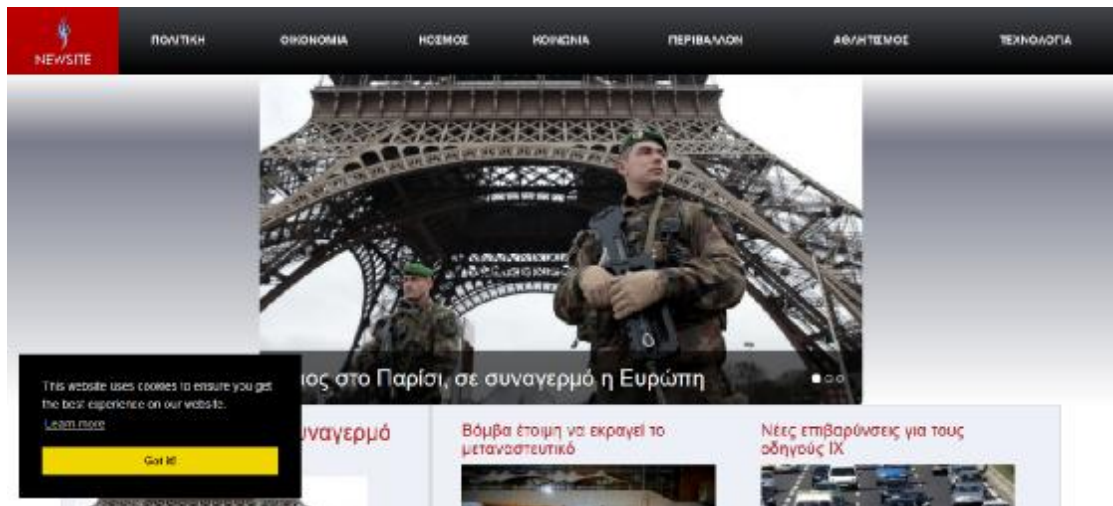 NEWSITE
ΠΟΛΙΤΙΚΗ ΟΙΚΟΝΟΜΙΑ ΚΟΣΜΟΣ ΚΟΙΝΩΝΙΑ ΠΕΡΙΒΑΛΛΟΝ ΑΘΛΗΤΙΣΜΟΣ ΤΕΧΝΟΛΟΓΙΑ
στο Παρίσι, σε συναγερμό η Ευρώπη
This website uses cookies to ensure you get
the best experience on our website.
Learn more
Got it!
Βόμβα έτοιμη να εκραγεί το
μεταναστευτικό
Νέες επιβαρύνσεις για τους
οδηγούς ΙΧ